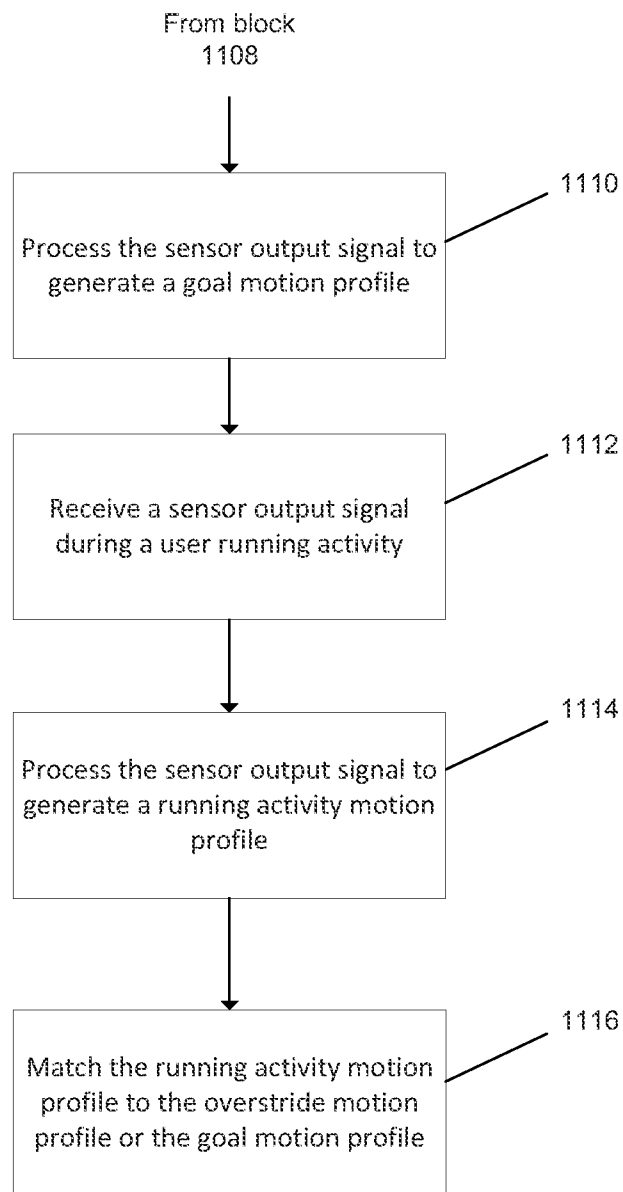 From block
1108
1110
Process the sensor output signal to
generate a goal motion profile
1112
Receive a sensor output signal
during a user running activity
1114
Process the sensor output signal to
generate a running activity motion
profile
1116
Match the running activity motion
profile to the overstride motion
profile or the goal motion profile